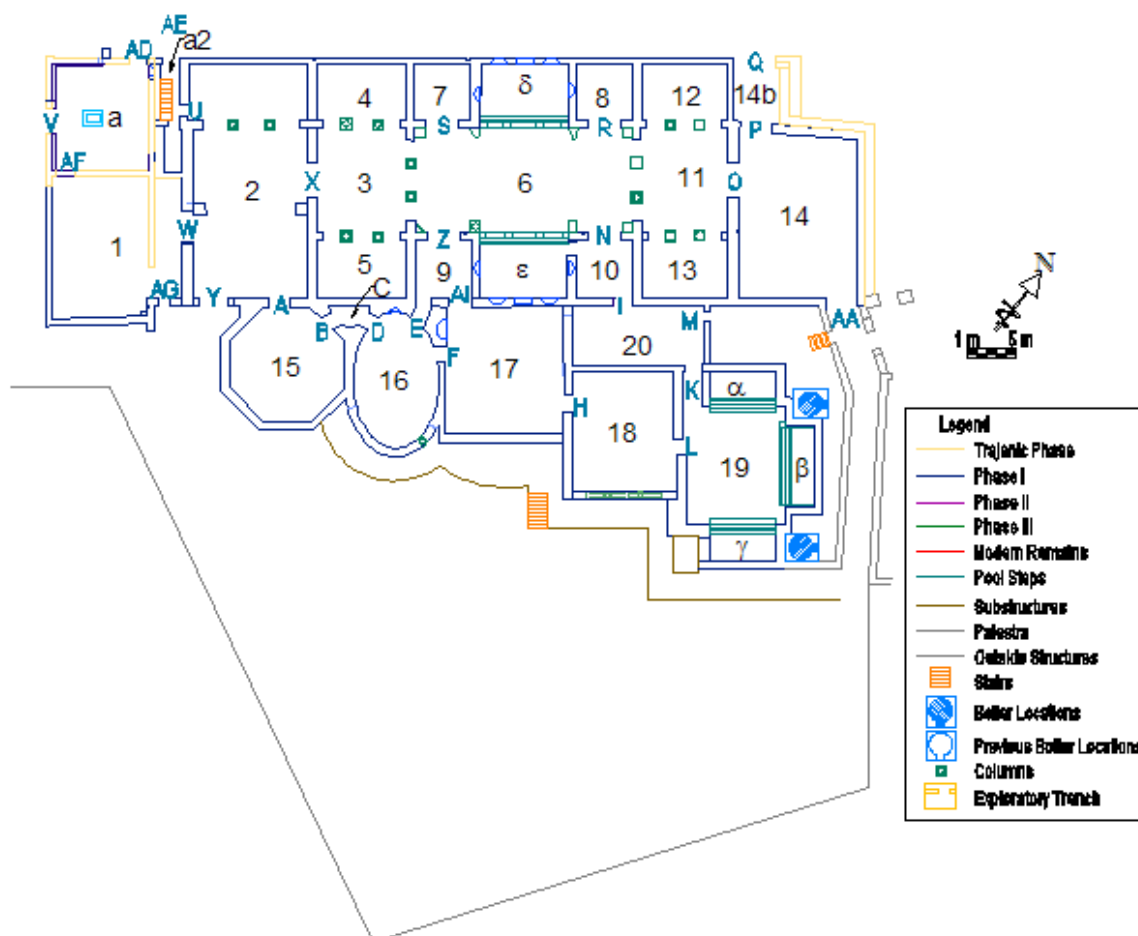 AE
a2
AD
Q
δ
4
7
8
12
14b
a
V
U
S
R
P
AF
N
2
X
3
6
11
O
14
1
W
Z
N
AG
Y
A
5
C
9
ε
10
13
AI
I
M
AA
B
D
E
20
1 m
5 m
15
16
F
17
α
K
H
18
L
19
β
γ
Legend
Trajanic Phase
Phase I
Phase II
Phase III
Modern Remains
Pool Steps
Substructures
Palestra
Outside Structures
Stairs
Boiler Locations
Previous Boiler Locations
Columns
Exploratory Trench